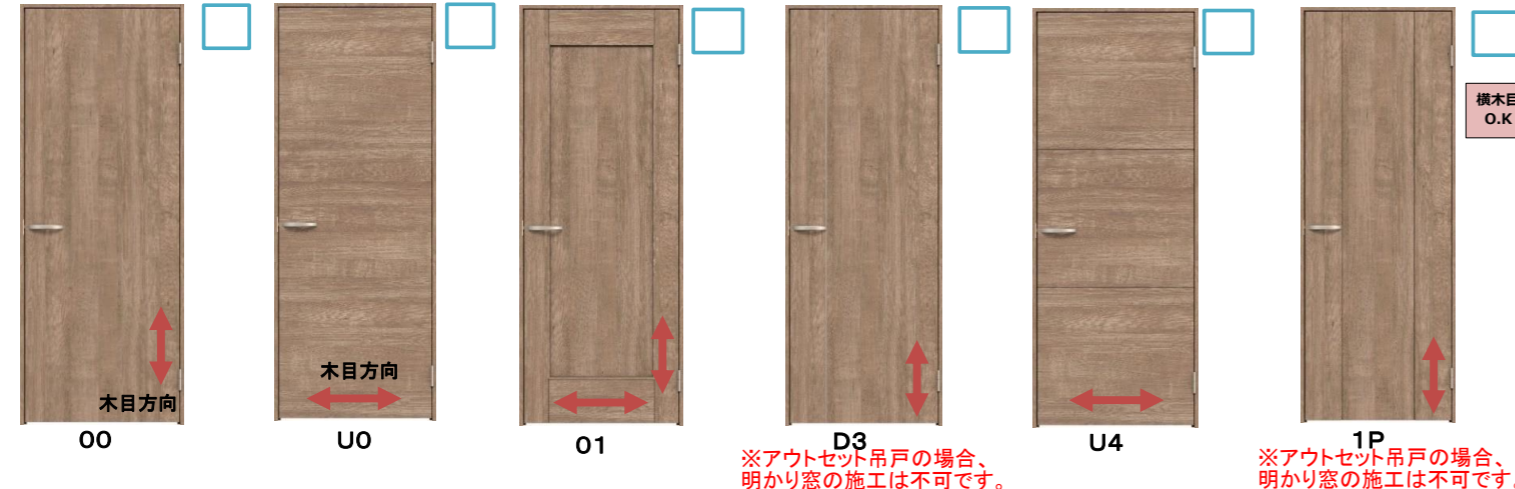 横木目
O.K
木目方向
木目方向
00
U0
01
D3
U4
1P
※アウトセット吊戸の場合、
明かり窓の施工は不可です。
※アウトセット吊戸の場合、
明かり窓の施工は不可です。